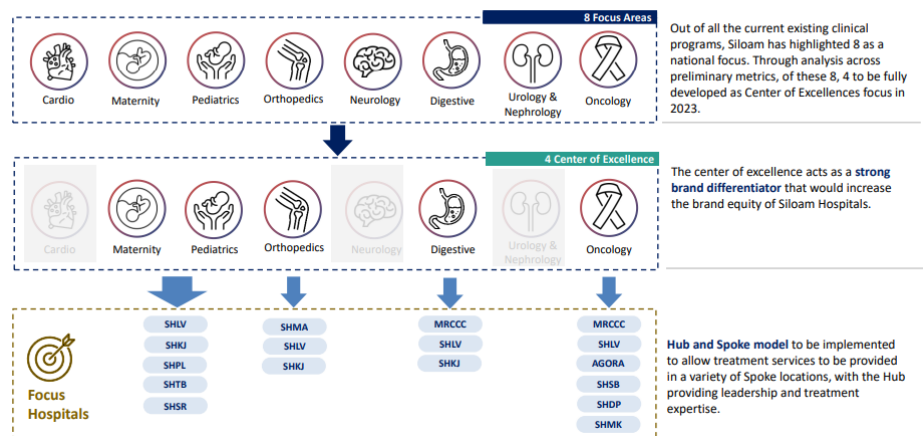 8 Focus Areas
Cardio
Maternity
Pediatrics
Orthopedics
Neurology
Digestive
Urology &
Nephrology
Oncology
Out of all the current existing clinical
programs, Siloam has highlighted 8 as a
national focus. Through analysis across
preliminary metrics, of these 8, 4 to be fully
developed as Center of Excellences focus in
2023.
4 Center of Excellence
Cardio
Maternity
Pediatrics
Orthopedics
Neurology
Digestive
Urology &
Nephrology
Oncology
The center of excellence acts as a strong
brand differentiator that would increase
the brand equity of Siloam Hospitals.
Focus
Hospitals
SHLV
SHKJ
SHPL
SHTB
SHSR
SHMA
SHLV
SHKJ
MRCCC
SHLV
SHKJ
MRCCC
SHLV
AGORA
SHSB
SHDP
SHMK
Hub and Spoke model to be implemented
to allow treatment services to be provided
in a variety of Spoke locations, with the Hub
providing leadership and treatment
expertise.